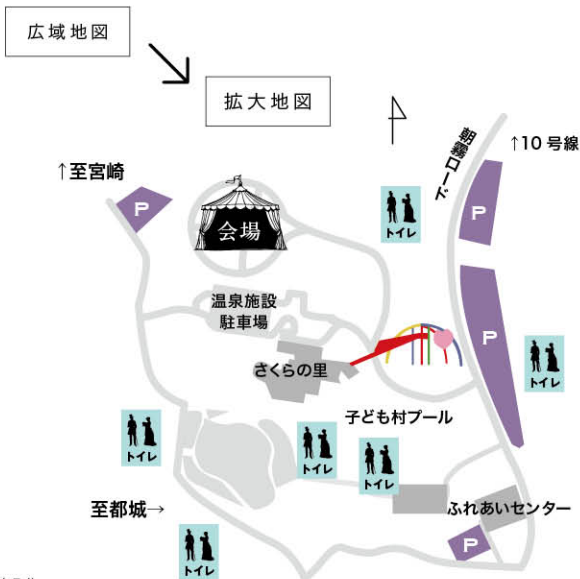 広域地図
拡大地図
朝霧ロード
↑10号線
↑至宮崎
P
P
会場
トイレ
温泉施設
駐車場
P
さくらの里
トイレ
子ども村プール
トイレ
トイレ
トイレ
至都城→
ふれあいセンター
P
トイレ